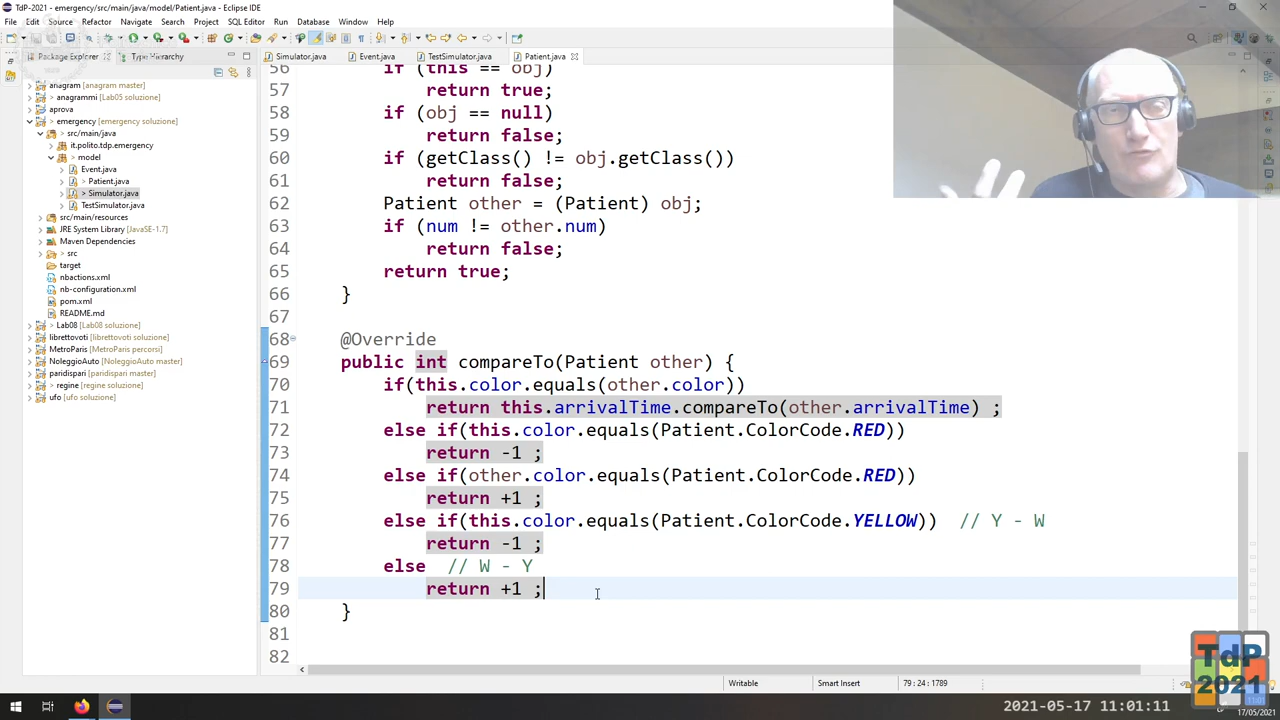 TdP-2021 - emergency/src/main/java/model/Patient.java - Eclipse IDE
File Edit Source Refactor Navigate Search Project SQL Editor Run Database Window Help
Package Explorer Type Hierarchy
Simulator.java Event.java TestSimulator.java Patient.java
anagram [anagram master]
> anagrammi [Lab05 soluzione]
aprova
> emergency [emergency soluzione]
> src/main/java
> it.polito.tdp.emergency
> model
Event.java
> Patient.java
> Simulator.java
TestSimulator.java
src/main/resources
JRE System Library [JavaSE-1.7]
Maven Dependencies
> src
target
nbactions.xml
nb-configuration.xml
pom.xml
README.md
> Lab08 [Lab08 soluzione]
librettovoti [librettovoti soluzione]
MetroParis [MetroParis percorsi]
NoleggioAuto [NoleggioAuto master]
paridispari [paridispari master]
> regine [regine soluzione]
ufo [ufo soluzione]
56 if (this == obj)
57 return true;
58 if (obj == null)
59 return false;
60 if (getClass() != obj.getClass())
61 return false;
62 Patient other = (Patient) obj;
63 if (num != other.num)
64 return false;
65 return true;
66 }
67
68 @Override
69 public int compareTo(Patient other) {
70 if(this.color.equals(other.color))
71 return this.arrivalTime.compareTo(other.arrivalTime) ;
72 else if(this.color.equals(Patient.ColorCode.RED))
73 return -1 ;
74 else if(other.color.equals(Patient.ColorCode.RED))
75 return +1 ;
76 else if(this.color.equals(Patient.ColorCode.YELLOW)) // Y - W
77 return -1 ;
78 else // W - Y
79 return +1 ;
80 }
81
82
Writable Smart Insert 79 : 24 : 1789
TdP
2021
2021-05-17 11:01:11
17/05/2021